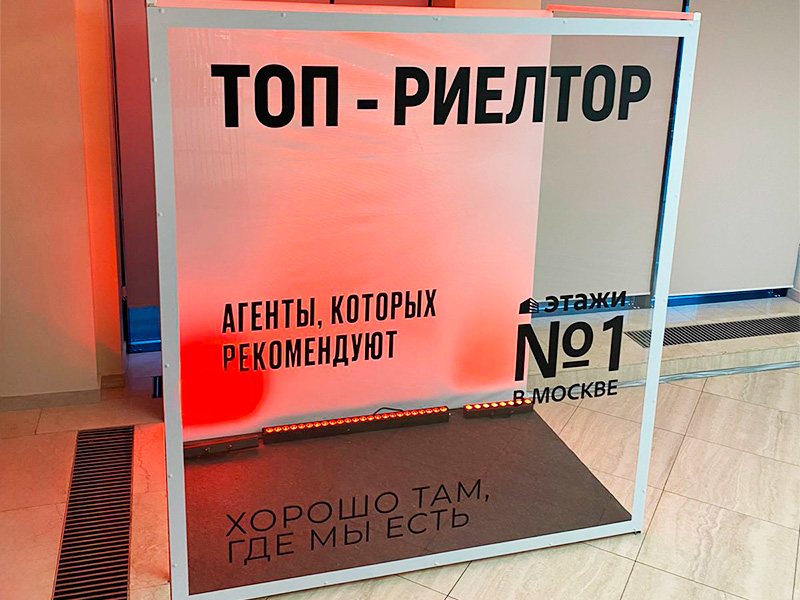 ТОП - РИЕЛТОР
АГЕНТЫ, КОТОРЫХ
РЕКОМЕНДУЮТ
этажи
№1
В МОСКВЕ
ХОРОШО ТАМ,
ГДЕ МЫ ЕСТЬ